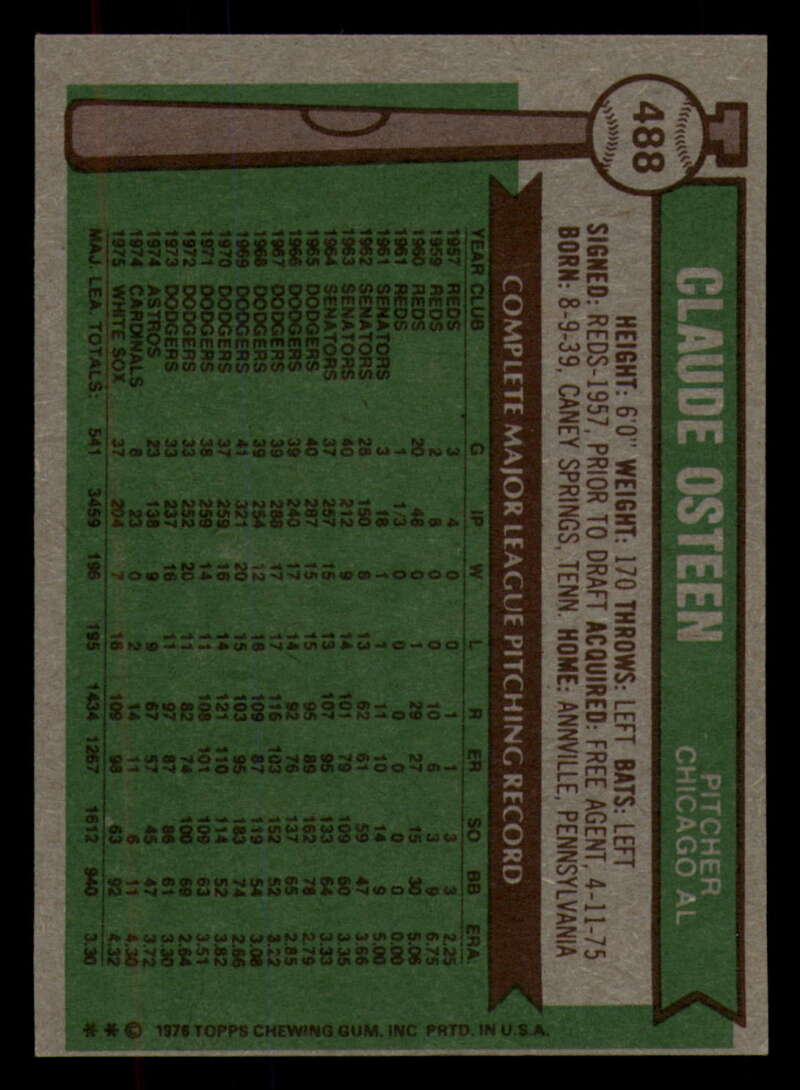 488
CLAUDE OSTEEN
PITCHER
CHICAGO AL
HEIGHT: 6'0" WEIGHT: 170 THROWS: LEFT BATS: LEFT
SIGNED: REDS-1957, PRIOR TO DRAFT ACQUIRED: FREE AGENT, 4-11-75
BORN: 8-9-39, CANEY SPRINGS, TENN. HOME: ANNVILLE, PENNSYLVANIA
COMPLETE MAJOR LEAGUE PITCHING RECORD
YEAR CLUB G IP W L R ER SO BB ERA
1957 REDS 3 4 0 0 1 1 3 3 2.25
1959 REDS 2 8 0 0 10 6 3 9 6.75
1960 REDS 20 48 0 1 29 27 15 30 5.06
1961 REDS 1 1/3 0 0 0 0 0 0 0.00
1961 SENATORS 3 18 1 1 11 10 14 9 5.00
1962 SENATORS 28 150 8 13 62 61 59 47 3.66
1963 SENATORS 40 212 9 14 101 79 109 60 3.35
1964 SENATORS 37 257 15 13 107 95 133 64 3.33
1965 DODGERS 40 287 15 15 95 89 162 78 2.79
1966 DODGERS 39 240 17 14 92 76 137 65 2.85
1967 DODGERS 39 288 17 17 116 103 152 52 3.22
1968 DODGERS 39 254 12 18 109 87 119 54 3.08
1969 DODGERS 41 321 20 15 103 95 183 74 2.66
1970 DODGERS 37 259 16 14 121 110 114 52 3.82
1971 DODGERS 38 259 14 11 108 101 109 63 3.51
1972 DODGERS 33 252 20 11 82 74 100 69 2.64
1973 DODGERS 33 237 16 11 97 87 86 61 3.30
1974 ASTROS 23 138 9 9 67 57 45 47 3.72
1974 CARDINALS 8 23 0 2 14 11 6 11 4.30
1975 WHITE SOX 37 204 7 16 109 98 63 92 4.32
MAJ. LEA. TOTALS: 541 3459 196 195 1434 1267 1612 940 3.30
* * © 1976 TOPPS CHEWING GUM, INC PRTD. IN U.S.A.